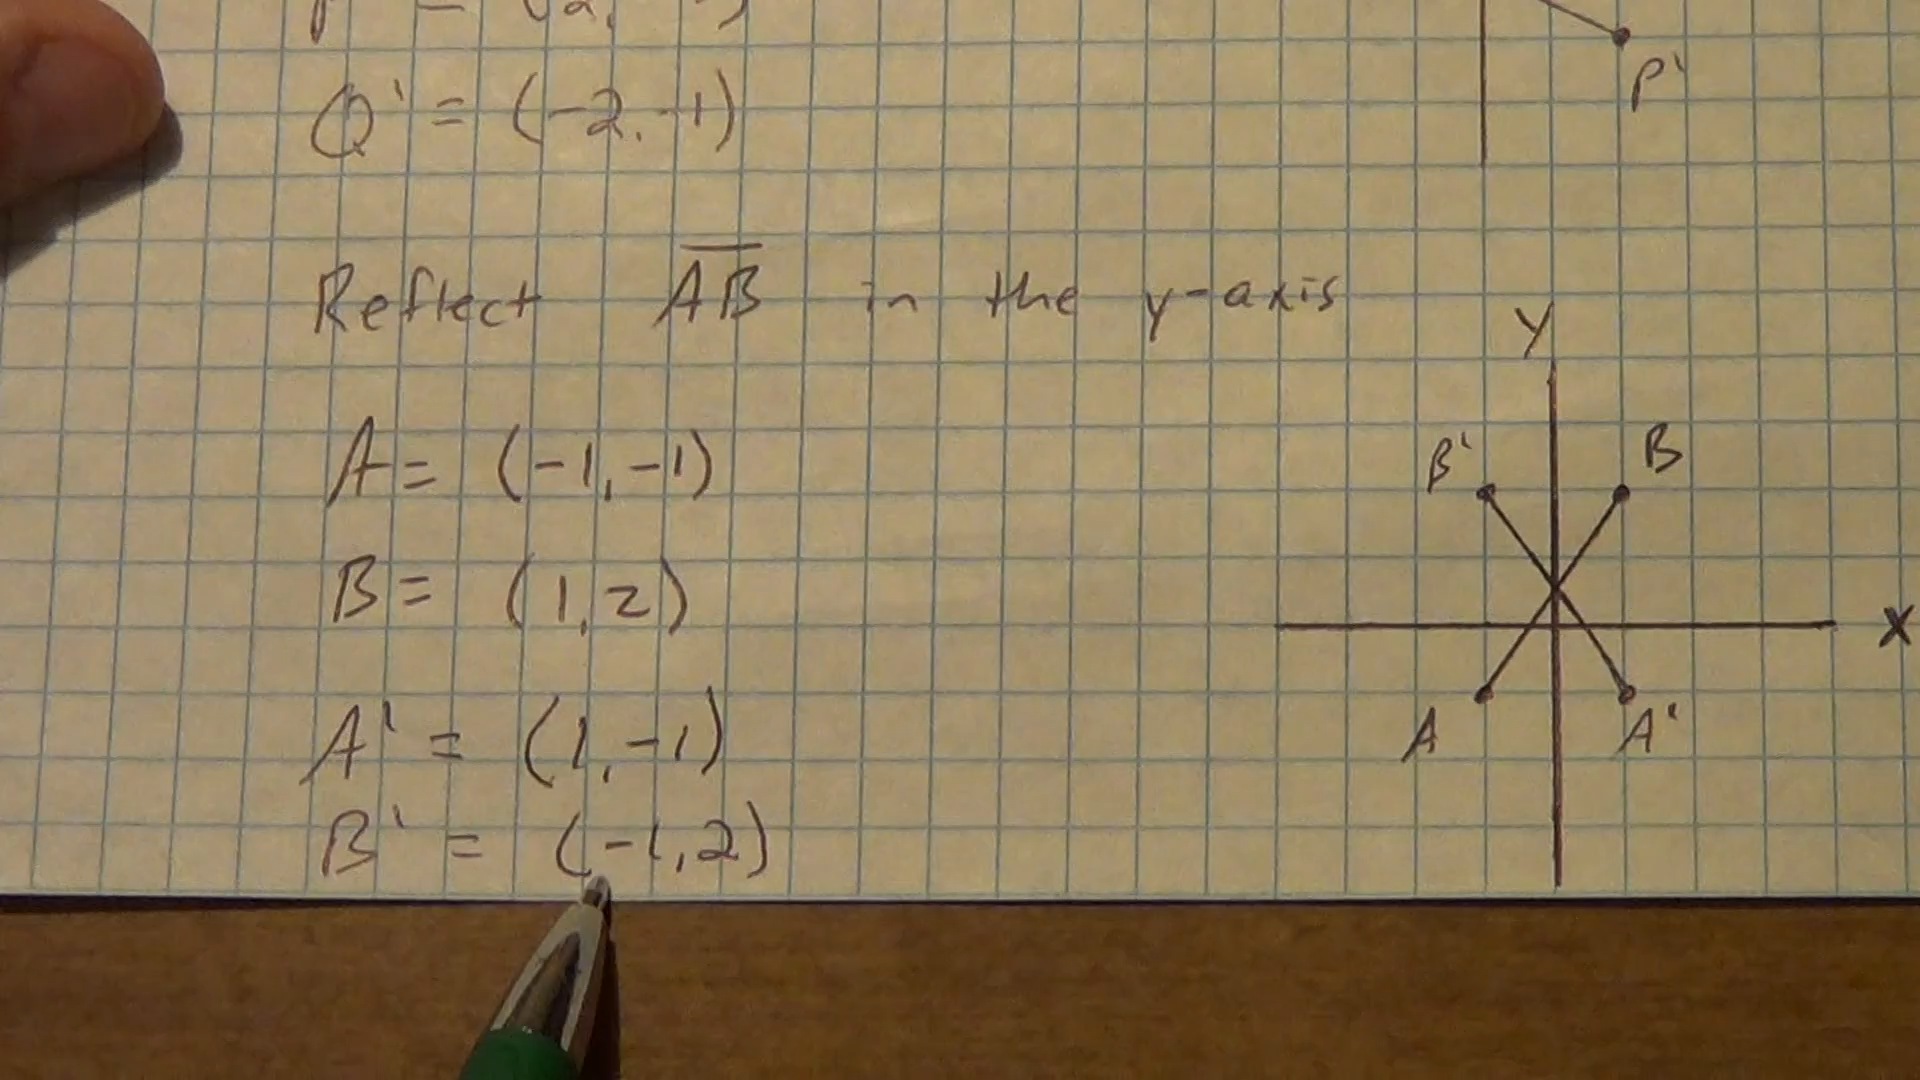 Q' = (-2,-1)
P'
Reflect AB in the y-axis
A = (-1,-1)
B = (1,2)
A' = (1,-1)
B' = (-1,2)
Y
B' B
X
A A'